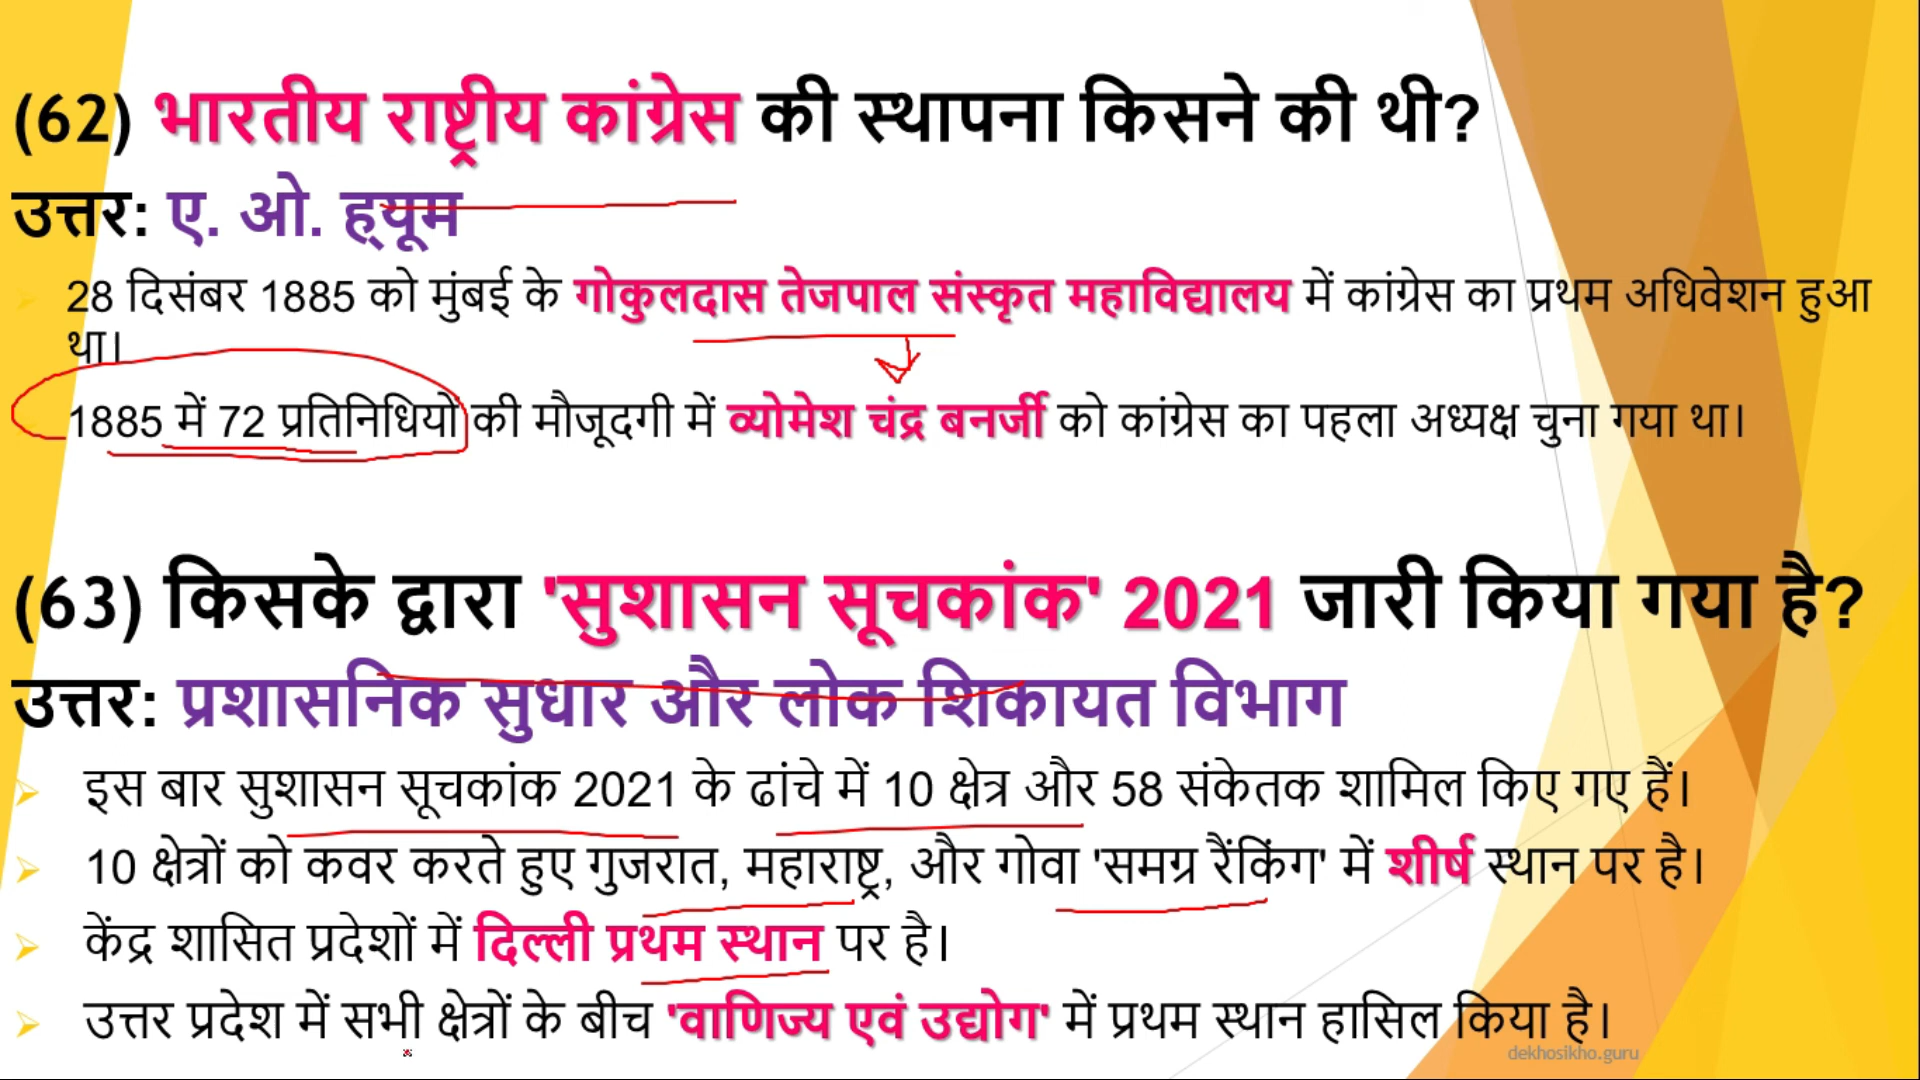 (62) भारतीय राष्ट्रीय कांग्रेस की स्थापना किसने की थी?
उत्तर: ए. ओ. ह्यूम
28 दिसंबर 1885 को मुंबई के गोकुलदास तेजपाल संस्कृत महाविद्यालय में कांग्रेस का प्रथम अधिवेशन हुआ
था।
1885 में 72 प्रतिनिधियों की मौजूदगी में व्योमेश चंद्र बनर्जी को कांग्रेस का पहला अध्यक्ष चुना गया था।
(63) किसके द्वारा 'सुशासन सूचकांक' 2021 जारी किया गया है?
उत्तर: प्रशासनिक सुधार और लोक शिकायत विभाग
इस बार सुशासन सूचकांक 2021 के ढांचे में 10 क्षेत्र और 58 संकेतक शामिल किए गए हैं।
10 क्षेत्रों को कवर करते हुए गुजरात, महाराष्ट्र, और गोवा 'समग्र रैंकिंग' में शीर्ष स्थान पर है।
केंद्र शासित प्रदेशों में दिल्ली प्रथम स्थान पर है।
उत्तर प्रदेश में सभी क्षेत्रों के बीच 'वाणिज्य एवं उद्योग' में प्रथम स्थान हासिल किया है।
dekhosikho.guru